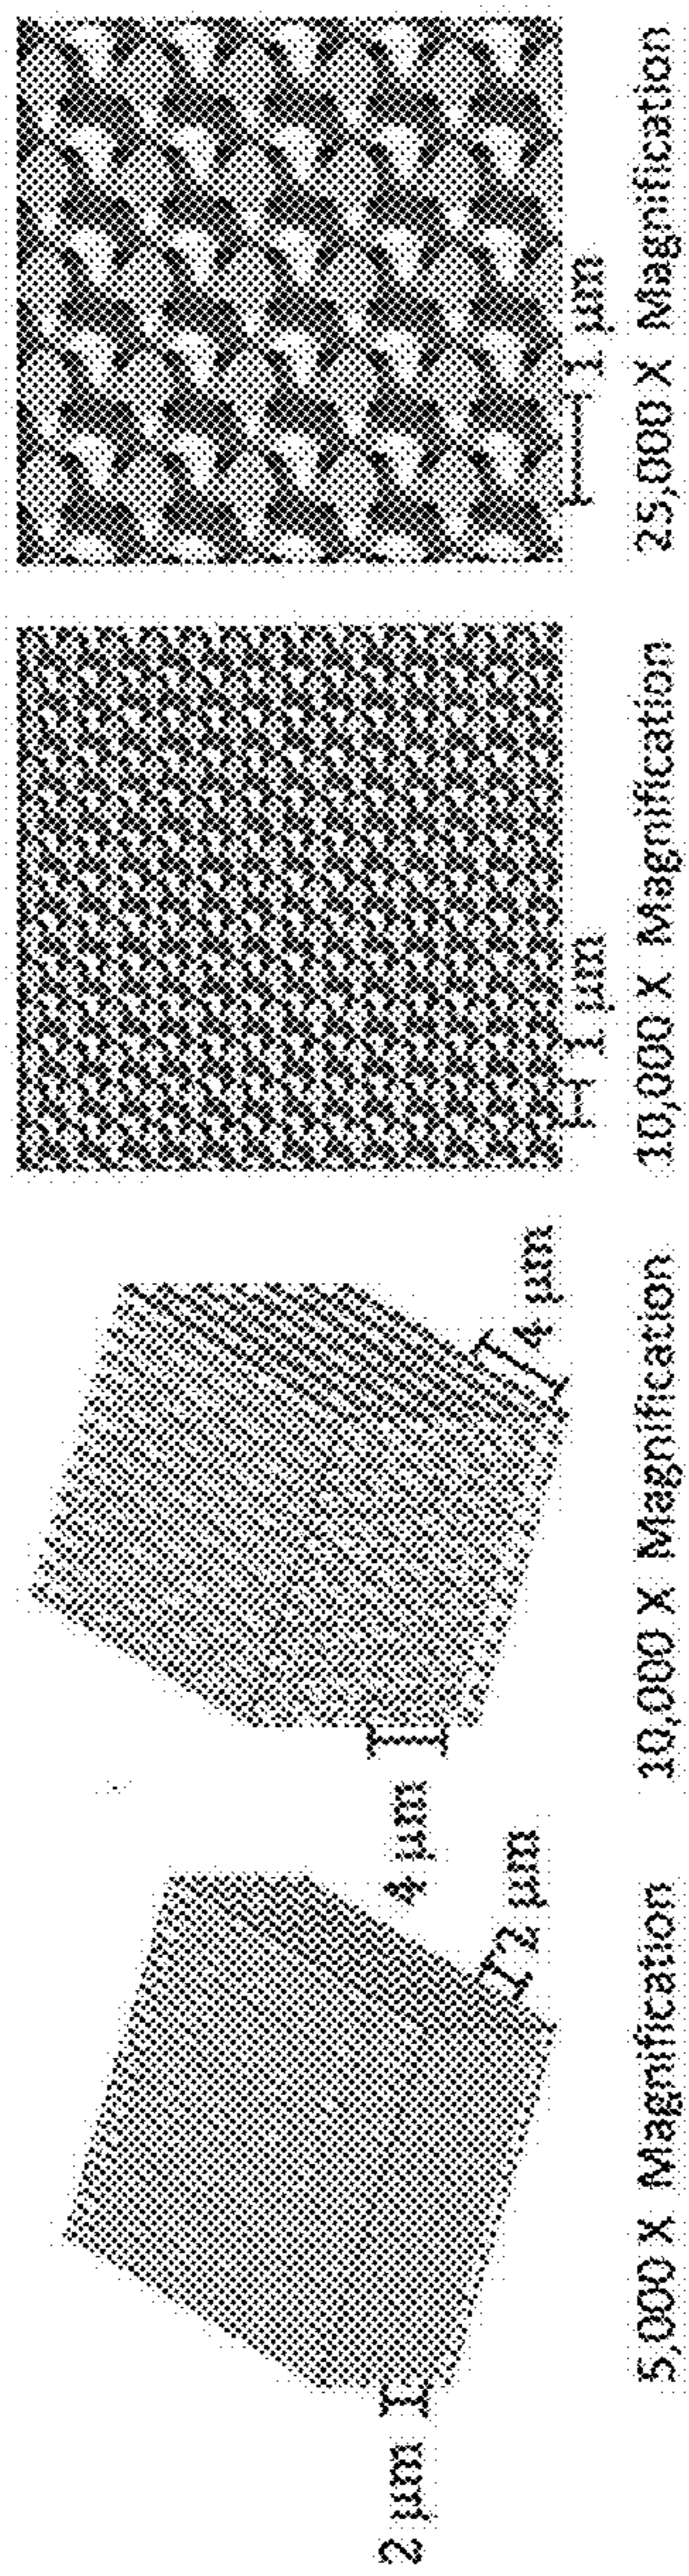 2 μm
2 μm
5,000 X Magnification
4 μm
4 μm
10,000 X Magnification
1 μm
10,000 X Magnification
1 μm
25,000 X Magnification